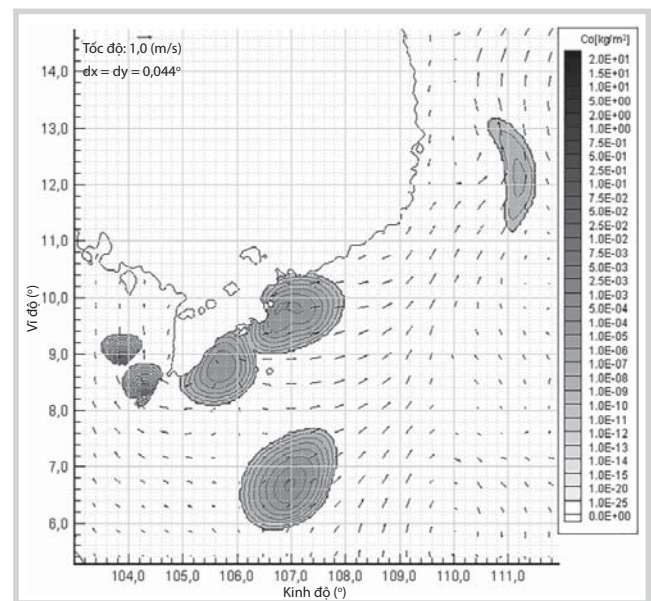 Tốc độ: 1,0 (m/s)
dx = dy = 0,044°
Vĩ độ (°)
14,0
13,0
12,0
11,0
10,0
9,0
8,0
7,0
6,0
104,0 105,0 106,0 107,0 108,0 109,0 110,0 111,0
Kinh độ (°)
Co[kg/m²]
2.0E+01
1.5E+01
1.0E+01
5.0E+00
2.0E+00
1.0E+00
7.5E-01
5.0E-01
2.5E-01
1.0E-01
7.5E-02
5.0E-02
2.5E-02
1.0E-02
7.5E-03
5.0E-03
2.5E-03
1.0E-03
5.0E-04
1.0E-04
1.0E-05
1.0E-06
1.0E-07
1.0E-08
1.0E-09
1.0E-10
1.0E-11
1.0E-12
1.0E-13
1.0E-14
1.0E-15
1.0E-20
1.0E-25
0.0E+00